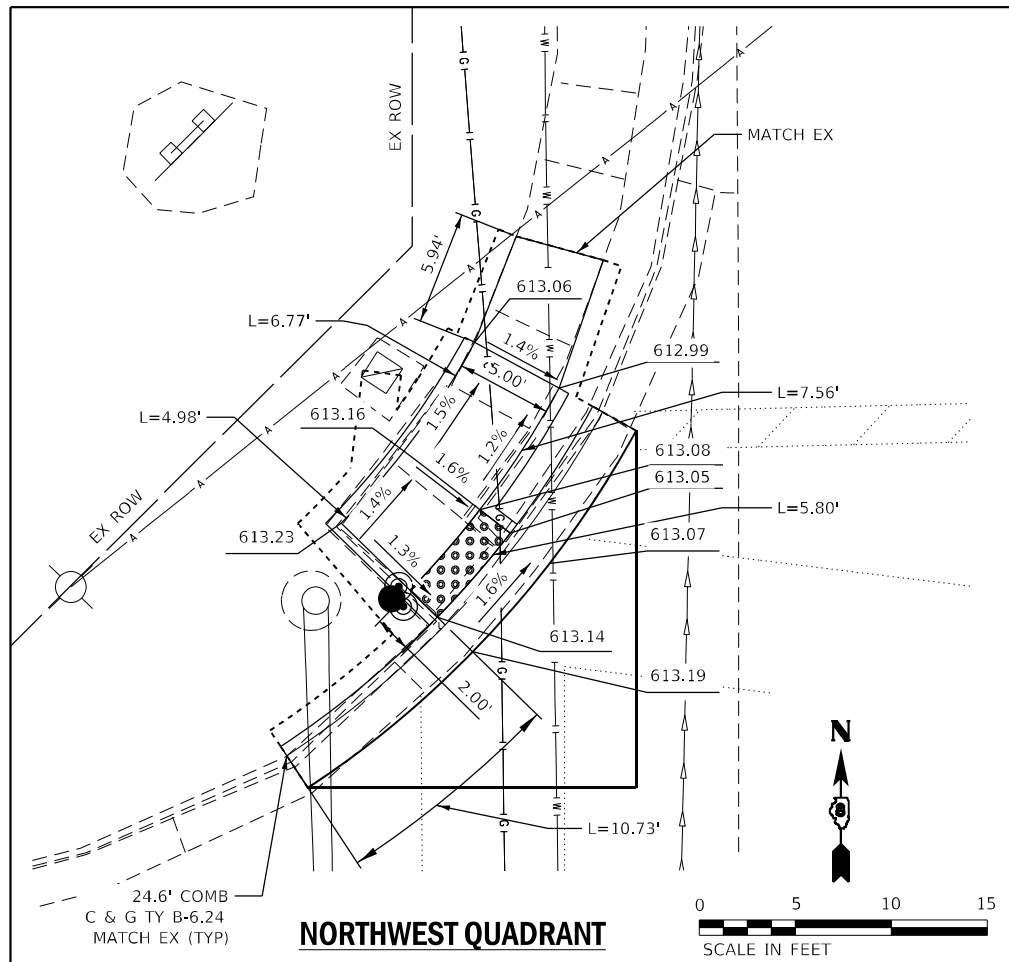 EX ROW
MATCH EX
5.94'
613.06
L=6.77'
1.4%
612.99
5.00'
L=7.56'
L=4.98'
613.16
1.5%
1.2%
613.08
1.6%
613.05
EX ROW
1.4%
L=5.80'
613.23
613.07
1.3%
1.6%
613.14
613.19
2.00'
N
L=10.73'
24.6' COMB
C & G TY B-6.24
MATCH EX (TYP)
NORTHWEST QUADRANT
0 5 10 15
SCALE IN FEET
A
A
A
A
A
A
A
G
G
G
G
G
G
W
W
W
W
W
W
W